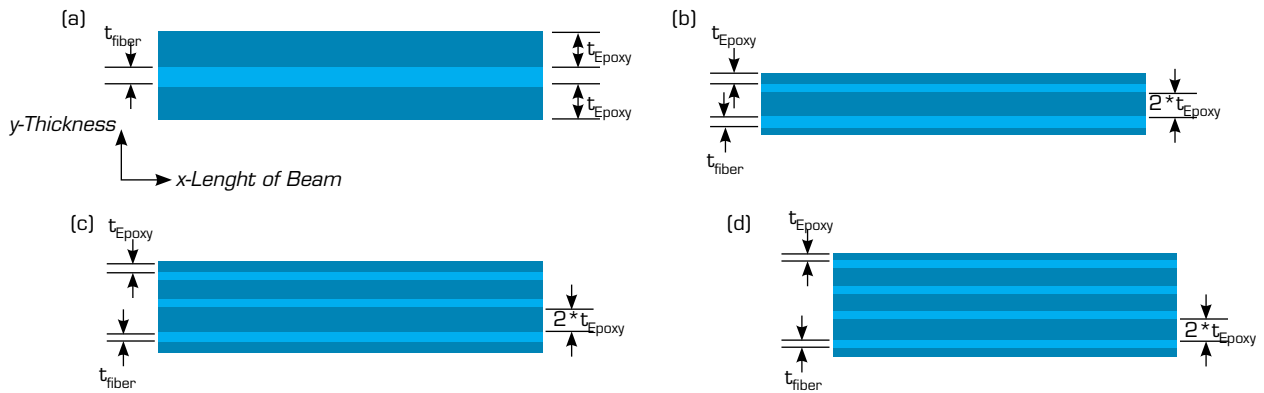 (a)
t_fiber
t_Epoxy
t_Epoxy
y-Thickness
x-Lenght of Beam
(b)
t_Epoxy
2*t_Epoxy
t_fiber
(c)
t_Epoxy
2*t_Epoxy
t_fiber
(d)
t_Epoxy
2*t_Epoxy
t_fiber